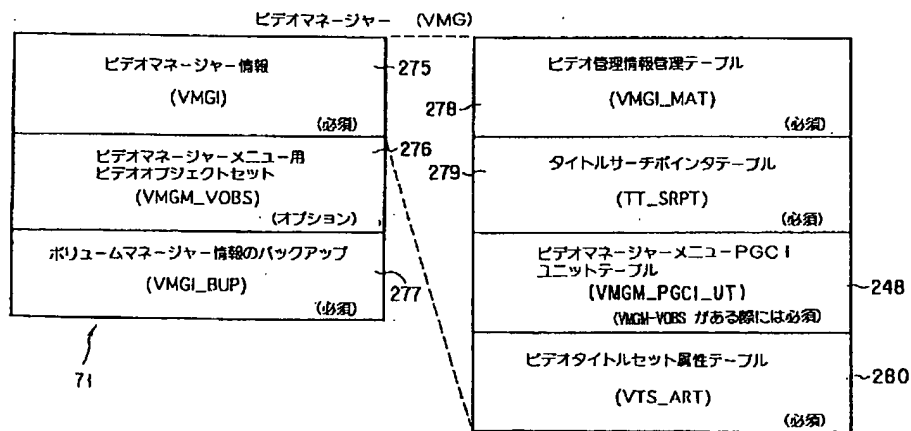 ビデオマネージャー (VMG)
ビデオマネージャー情報
(VMGI)
(必須)
275
ビデオマネージャーメニュー用
ビデオオブジェクトセット
(VMGM_VOBS)
(オプション)
276
ボリュームマネージャー情報のバックアップ
(VMGI_BUP)
(必須)
277
71
ビデオ管理情報管理テーブル
(VMGI_MAT)
(必須)
278
タイトルサーチポインタテーブル
(TT_SRPT)
(必須)
279
ビデオマネージャーメニューPGCI
ユニットテーブル
(VMGM_PGCI_UT)
(VMGM-VOBS がある際には必須)
248
ビデオタイトルセット属性テーブル
(VTS_ART)
(必須)
280